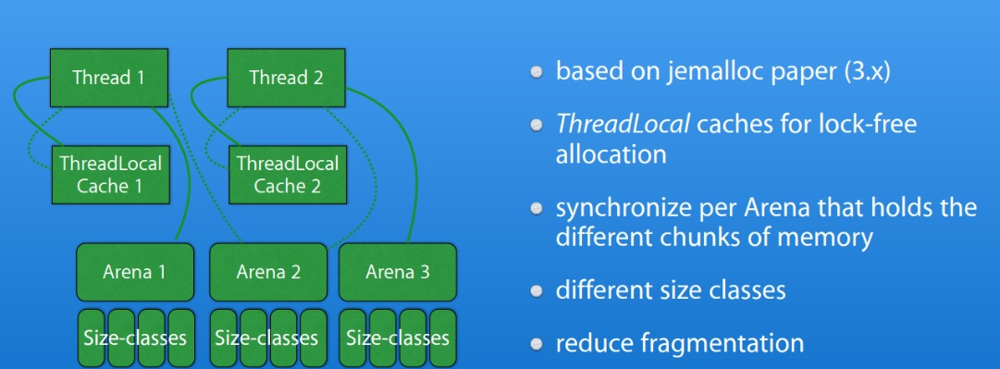 Thread 1
Thread 2
ThreadLocal
Cache 1
ThreadLocal
Cache 2
Arena 1
Arena 2
Arena 3
Size-classes
Size-classes
Size-classes
based on jemalloc paper (3.x)
ThreadLocal caches for lock-free
allocation
synchronize per Arena that holds the
different chunks of memory
different size classes
reduce fragmentation